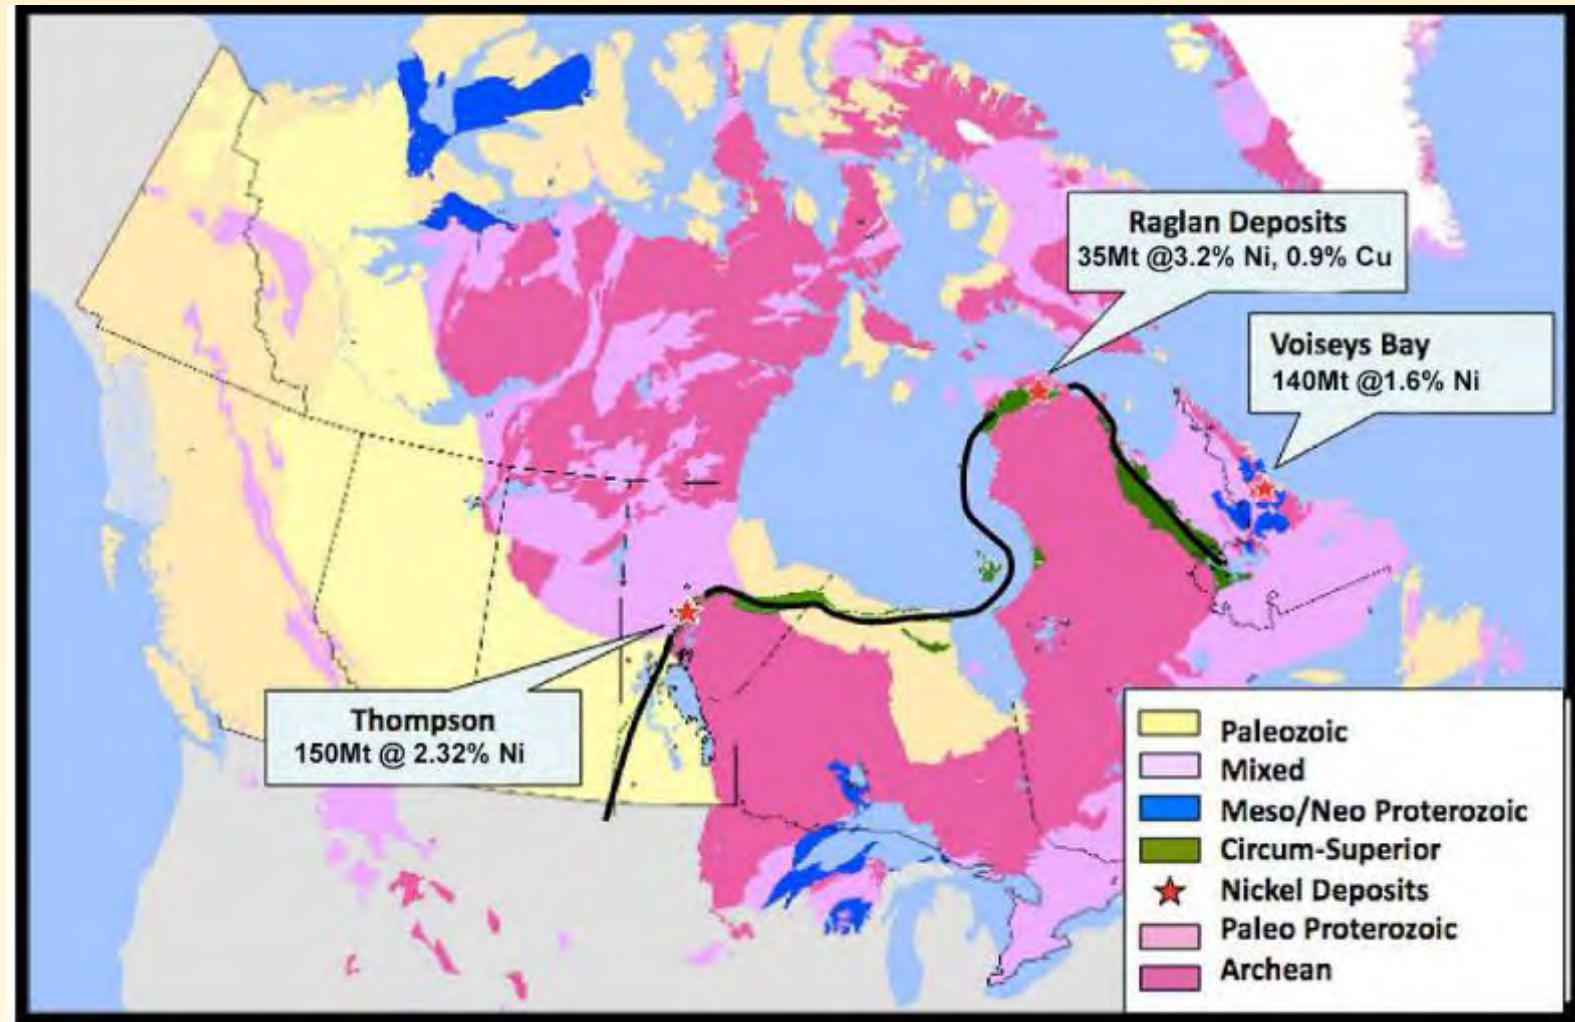 Raglan Deposits
35Mt @3.2% Ni, 0.9% Cu
Voiseys Bay
140Mt @1.6% Ni
Thompson
150Mt @ 2.32% Ni
Paleozoic
Mixed
Meso/Neo Proterozoic
Circum-Superior
Nickel Deposits
Paleo Proterozoic
Archean